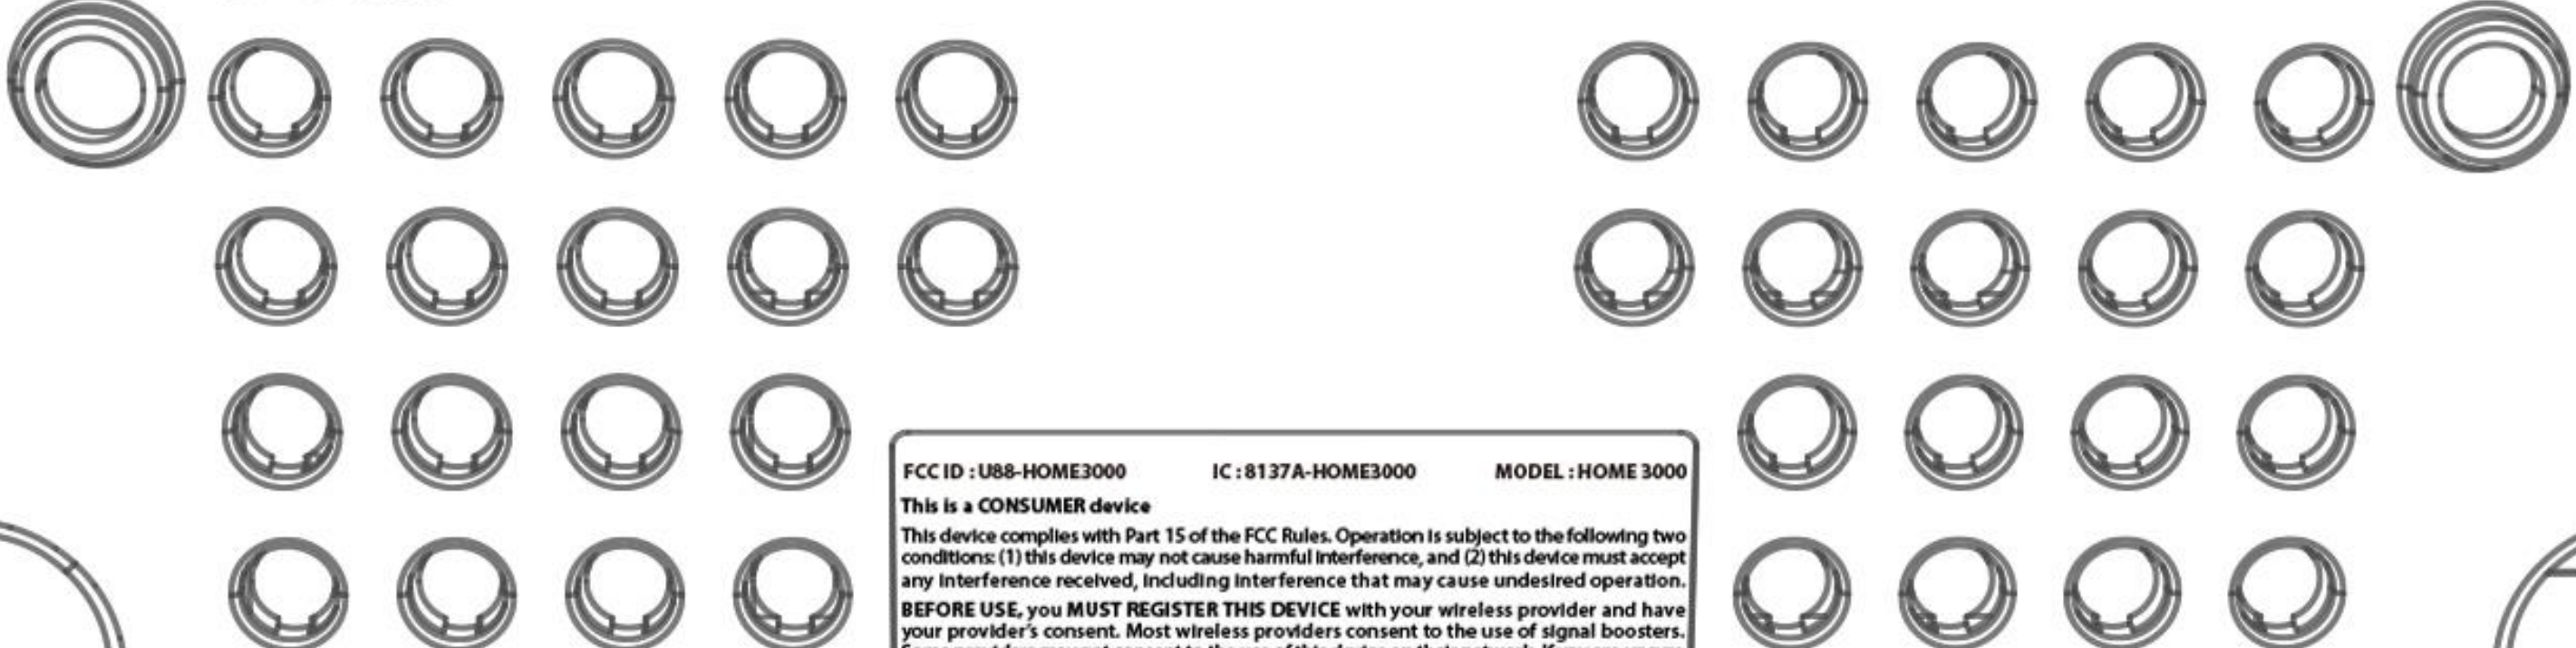 FCC ID : U88-HOME3000 IC : 8137A-HOME3000 MODEL : HOME 3000
This is a CONSUMER device
This device complies with Part 15 of the FCC Rules. Operation is subject to the following two
conditions: (1) this device may not cause harmful interference, and (2) this device must accept
any interference received, including interference that may cause undesired operation.
BEFORE USE, you MUST REGISTER THIS DEVICE with your wireless provider and have
your provider's consent. Most wireless providers consent to the use of signal boosters.